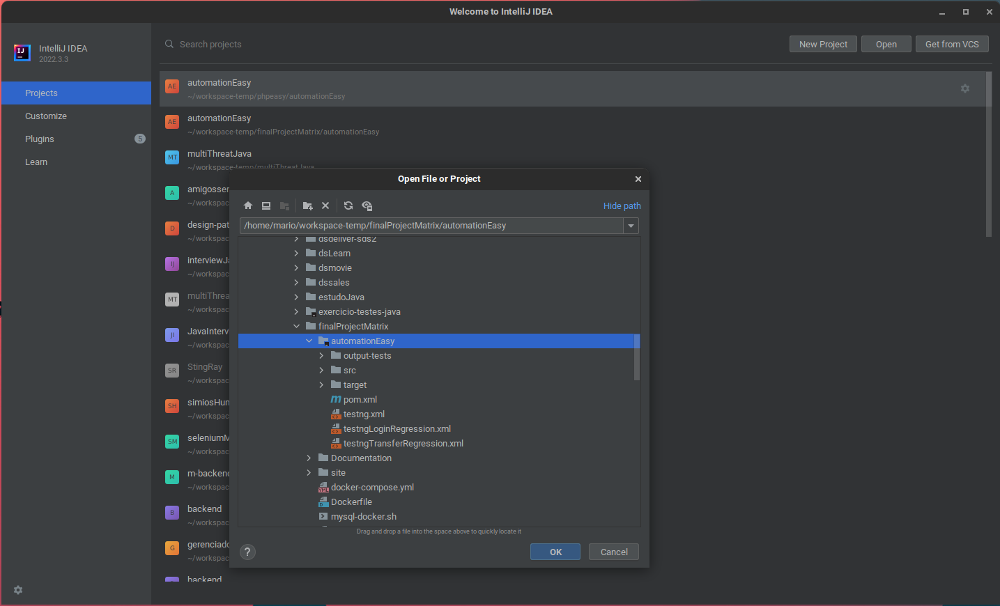 Welcome to IntelliJ IDEA
IJ
IntelliJ IDEA
2022.3.3
Search projects
New Project
Open
Get from VCS
Projects
Customize
Plugins
5
Learn
AE
automationEasy
~/workspace-temp/phpeasy/automationEasy
AE
automationEasy
~/workspace-temp/finalProjectMatrix/automationEasy
MT
multiThreatJava
~/workspace-temp/multiThreatJava
A
amigosser
~/workspac
D
design-pat
~/workspac
IJ
interviewJa
~/workspac
MT
multiThrea
~/workspac
JI
JavaInterv
~/workspac
SR
StingRay
~/workspac
SH
simiosHun
~/workspac
SM
seleniumM
~/workspac
M
m-backend
~/workspac
B
backend
~/workspac
G
gerenciado
~/workspac
backend
Open File or Project
Hide path
/home/mario/workspace-temp/finalProjectMatrix/automationEasy
dsdeliver-sds2
dsLearn
dsmovie
dssales
estudoJava
exercicio-testes-java
finalProjectMatrix
automationEasy
output-tests
src
target
m pom.xml
testng.xml
testngLoginRegression.xml
testngTransferRegression.xml
Documentation
site
YML docker-compose.yml
D Dockerfile
mysql-docker.sh
Drag and drop a file into the space above to quickly locate it
?
OK
Cancel